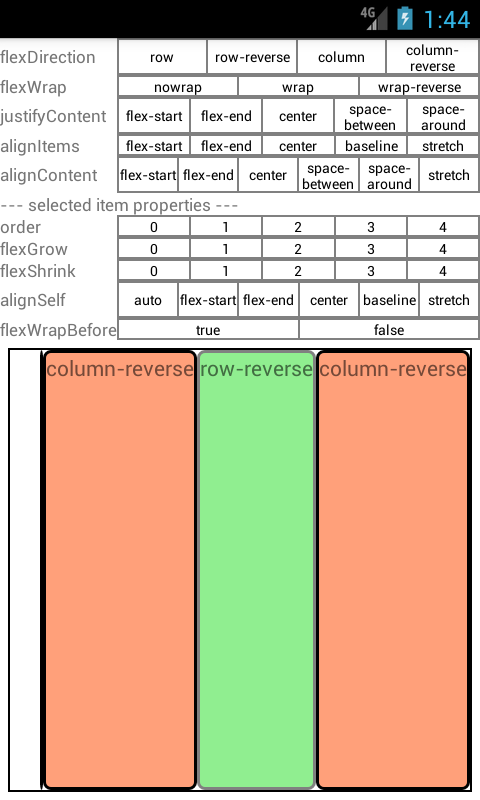 4G 1:44
flexDirection row row-reverse column column-reverse
flexWrap nowrap wrap wrap-reverse
justifyContent flex-start flex-end center space-between space-around
alignItems flex-start flex-end center baseline stretch
alignContent flex-start flex-end center space-between space-around stretch
--- selected item properties ---
order 0 1 2 3 4
flexGrow 0 1 2 3 4
flexShrink 0 1 2 3 4
alignSelf auto flex-start flex-end center baseline stretch
flexWrapBefore true false
column-reverse row-reverse column-reverse